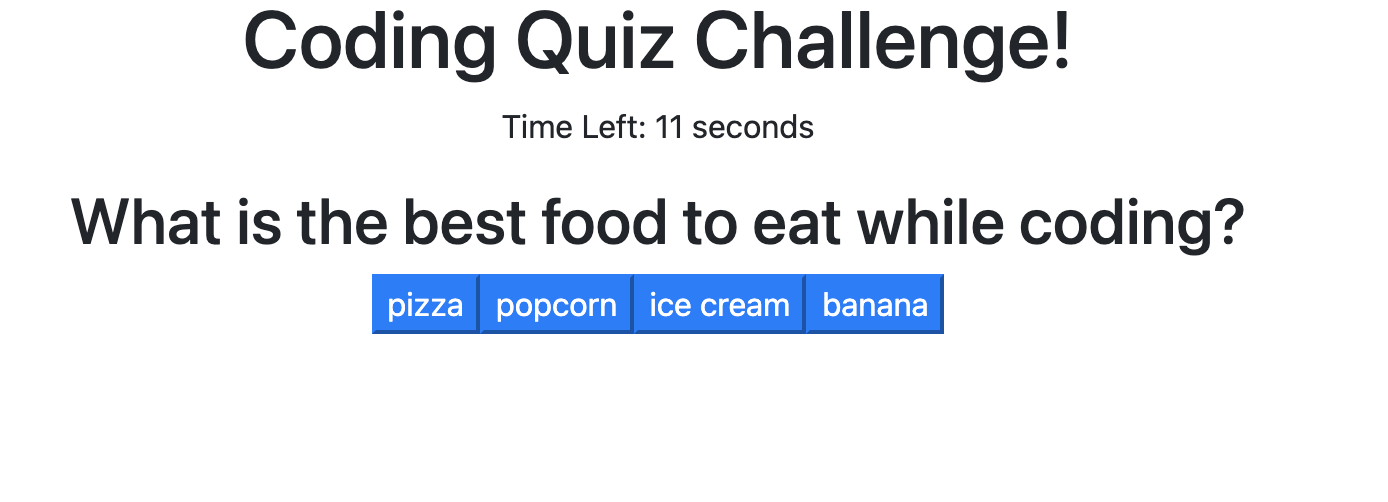 Coding Quiz Challenge!
Time Left: 11 seconds
What is the best food to eat while coding?
pizza popcorn ice cream banana